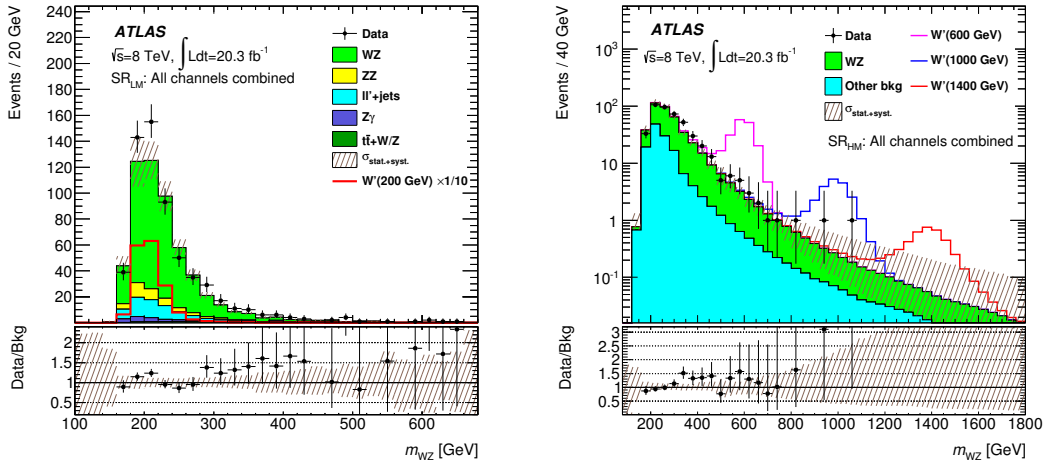 ATLAS
√s=8 TeV, ∫Ldt=20.3 fb⁻¹
SR_LM: All channels combined
Data
WZ
ZZ
ll'+jets
Zγ
tt̄+W/Z
σ_stat.+syst.
W'(200 GeV) ×1/10
Events / 20 GeV
240
220
200
180
160
140
120
100
80
60
40
20
Data/Bkg
2
1.5
1
0.5
100 200 300 400 500 600
m_WZ [GeV]
ATLAS
√s=8 TeV, ∫Ldt=20.3 fb⁻¹
Data
WZ
Other bkg
W'(600 GeV)
W'(1000 GeV)
W'(1400 GeV)
σ_stat.+syst.
SR_HM: All channels combined
Events / 40 GeV
10³
10²
10
1
10⁻¹
Data/Bkg
3
2.5
2
1.5
1
0.5
200 400 600 800 1000 1200 1400 1600 1800
m_WZ [GeV]